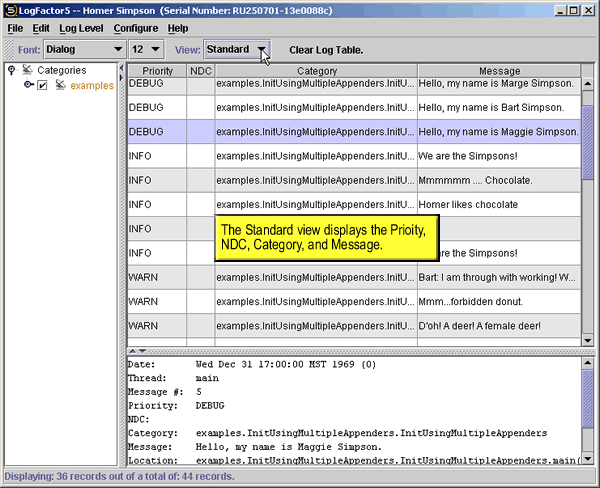 LogFactor5 -- Homer Simpson (Serial Number: RU250701-13e0088c)
File Edit Log Level Configure Help
Font: Dialog 12 View: Standard Clear Log Table.
Categories
examples
Priority NDC Category Message
DEBUG examples.InitUsingMultipleAppenders.InitU... Hello, my name is Marge Simpson.
DEBUG examples.InitUsingMultipleAppenders.InitU... Hello, my name is Bart Simpson.
DEBUG examples.InitUsingMultipleAppenders.InitU... Hello, my name is Maggie Simpson.
INFO examples.InitUsingMultipleAppenders.InitU... We are the Simpsons!
INFO examples.InitUsingMultipleAppenders.InitU... Mmmmmm .... Chocolate.
INFO examples.InitUsingMultipleAppenders.InitU... Homer likes chocolate
INFO
The Standard view displays the Prioity,
NDC, Category, and Message.
INFO are the Simpsons!
WARN examples.InitUsingMultipleAppenders.InitU... Bart: I am through with working! W...
WARN examples.InitUsingMultipleAppenders.InitU... Mmm...forbidden donut.
WARN examples.InitUsingMultipleAppenders.InitU... D'oh! A deer! A female deer!
Date: Wed Dec 31 17:00:00 MST 1969 (0)
Thread: main
Message #: 5
Priority: DEBUG
NDC:
Category: examples.InitUsingMultipleAppenders.InitUsingMultipleAppenders
Message: Hello, my name is Maggie Simpson.
Location: examples.InitUsingMultipleAppenders.InitUsingMultipleAppenders.main(
Displaying: 36 records out of a total of: 44 records.